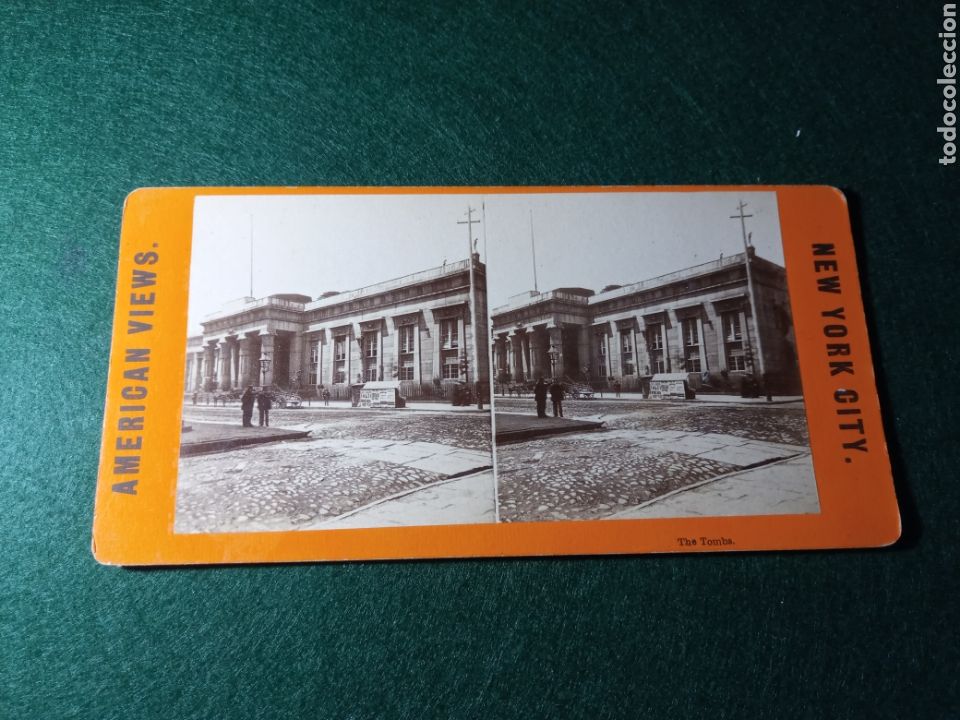 AMERICAN VIEWS.
NEW YORK CITY.
The Tombs.
todocoleccion